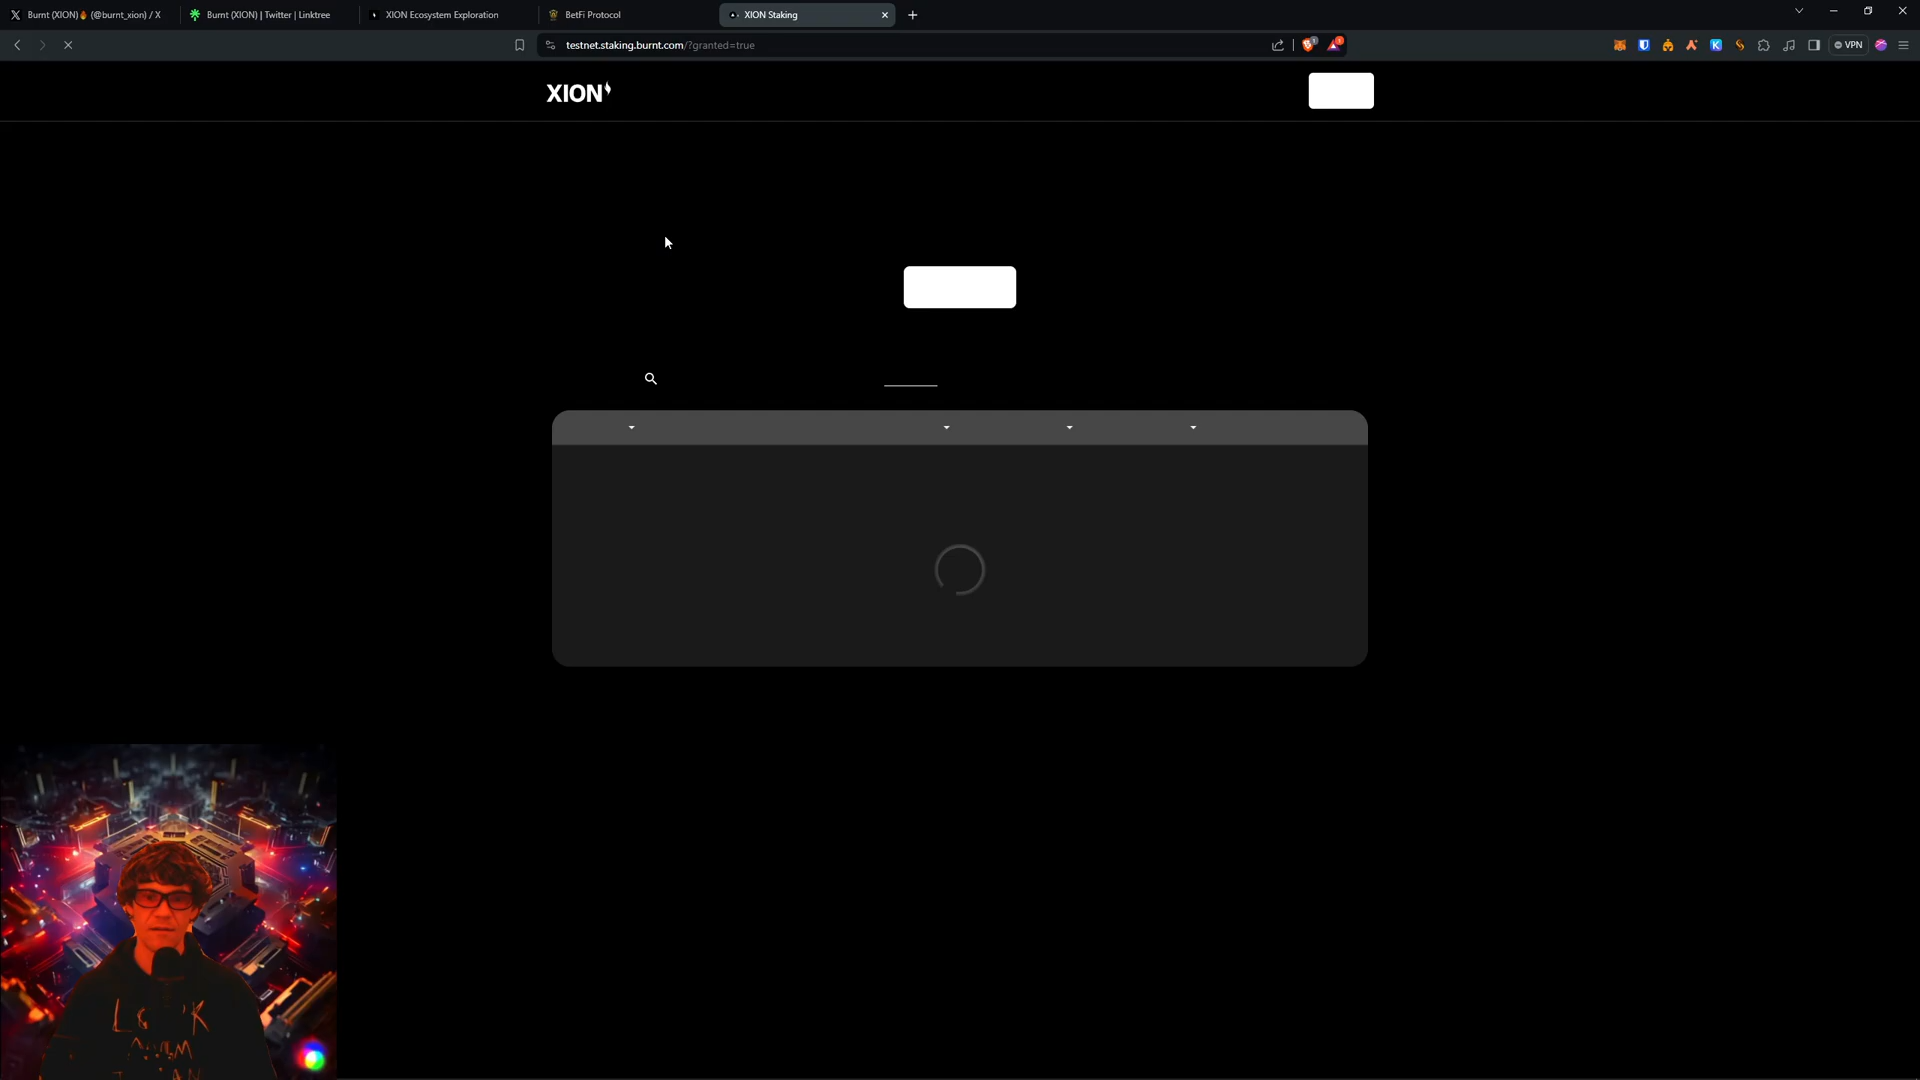 Burnt (XION)🔥 (@burnt_xion) / X
Burnt (XION) | Twitter | Linktree
XION Ecosystem Exploration
BetFi Protocol
XION Staking
testnet.staking.burnt.com/?granted=true
1
VPN
XION